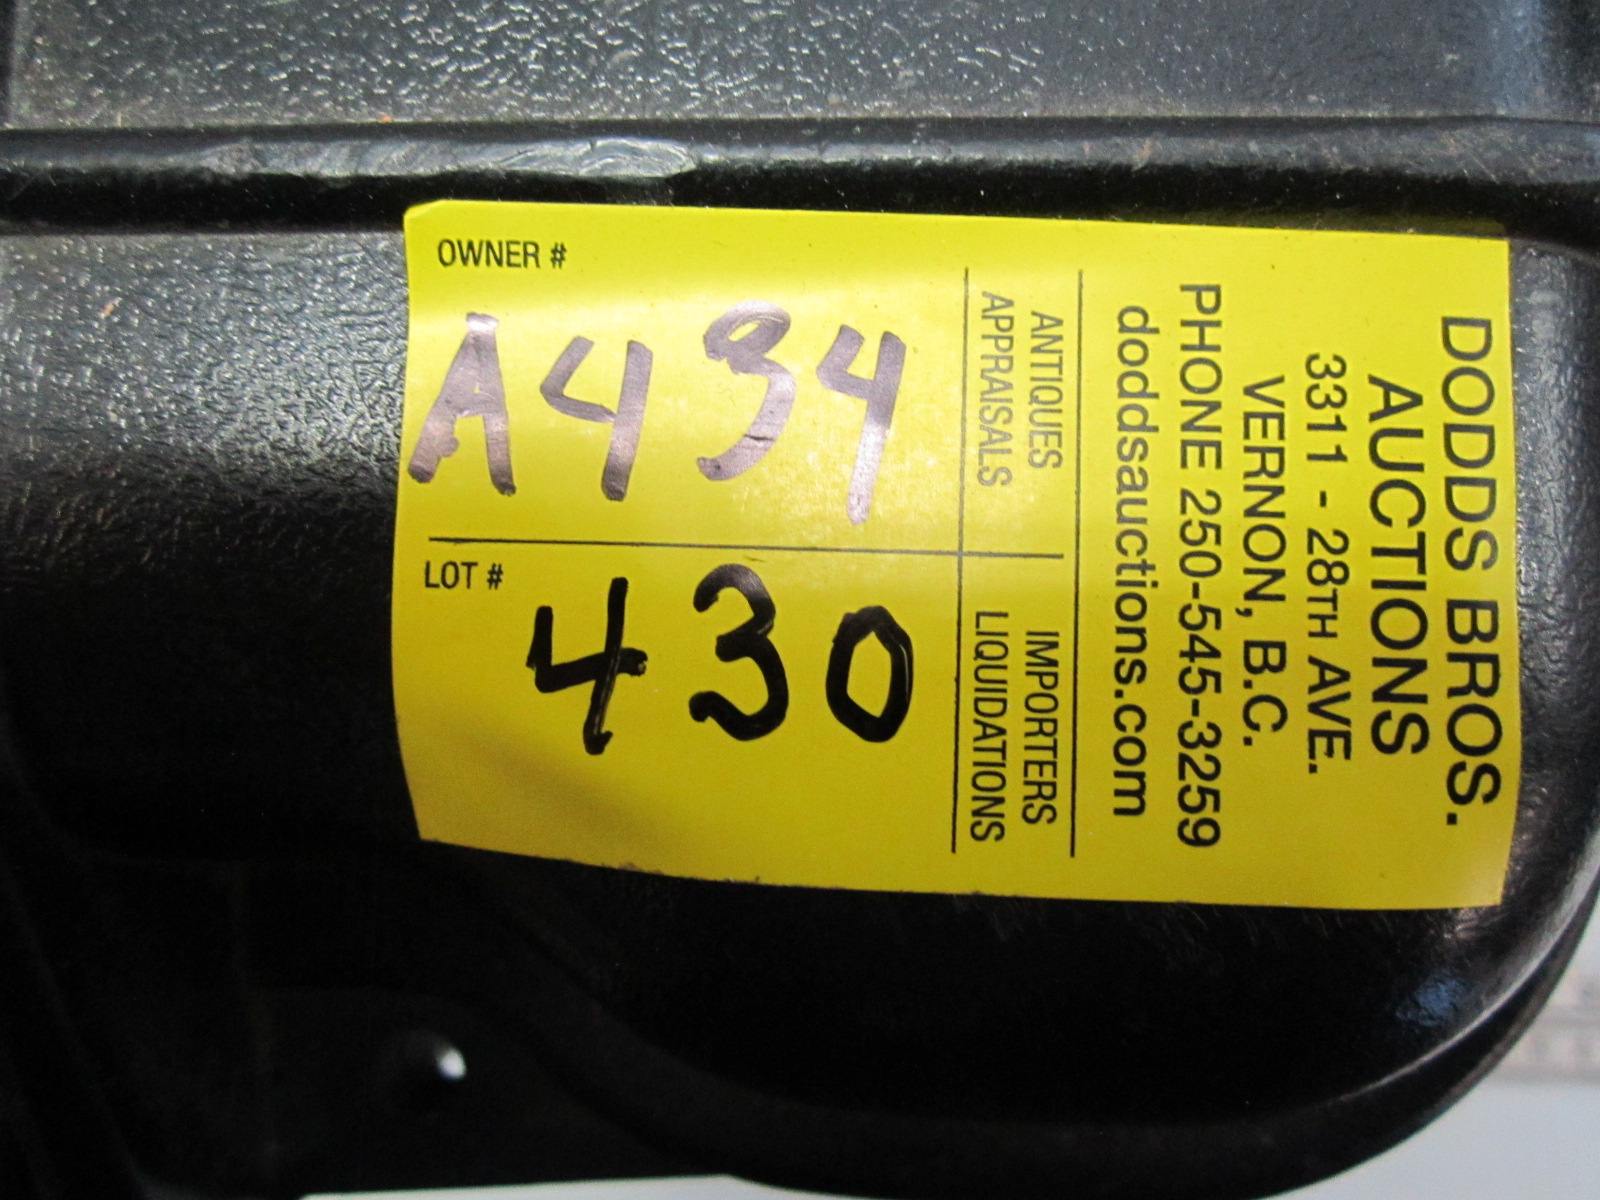 DODDS BROS.
AUCTIONS
3311 - 28TH AVE.
VERNON, B.C.
PHONE 250-545-3259
doddsauctions.com
ANTIQUES
APPRAISALS
IMPORTERS
LIQUIDATIONS
OWNER #
A434
LOT #
430